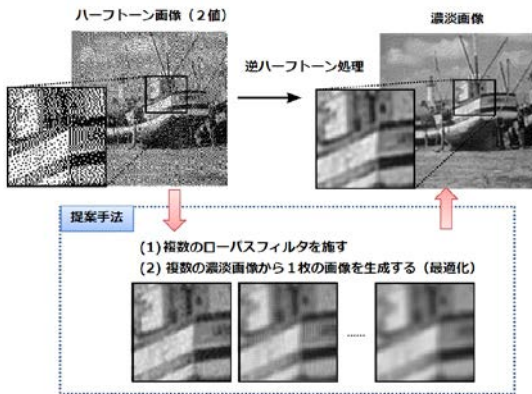 ハーフトーン画像（２値）
濃淡画像
逆ハーフトーン処理
提案手法
(1) 複数のローパスフィルタを施す
(2) 複数の濃淡画像から１枚の画像を生成する（最適化）
......